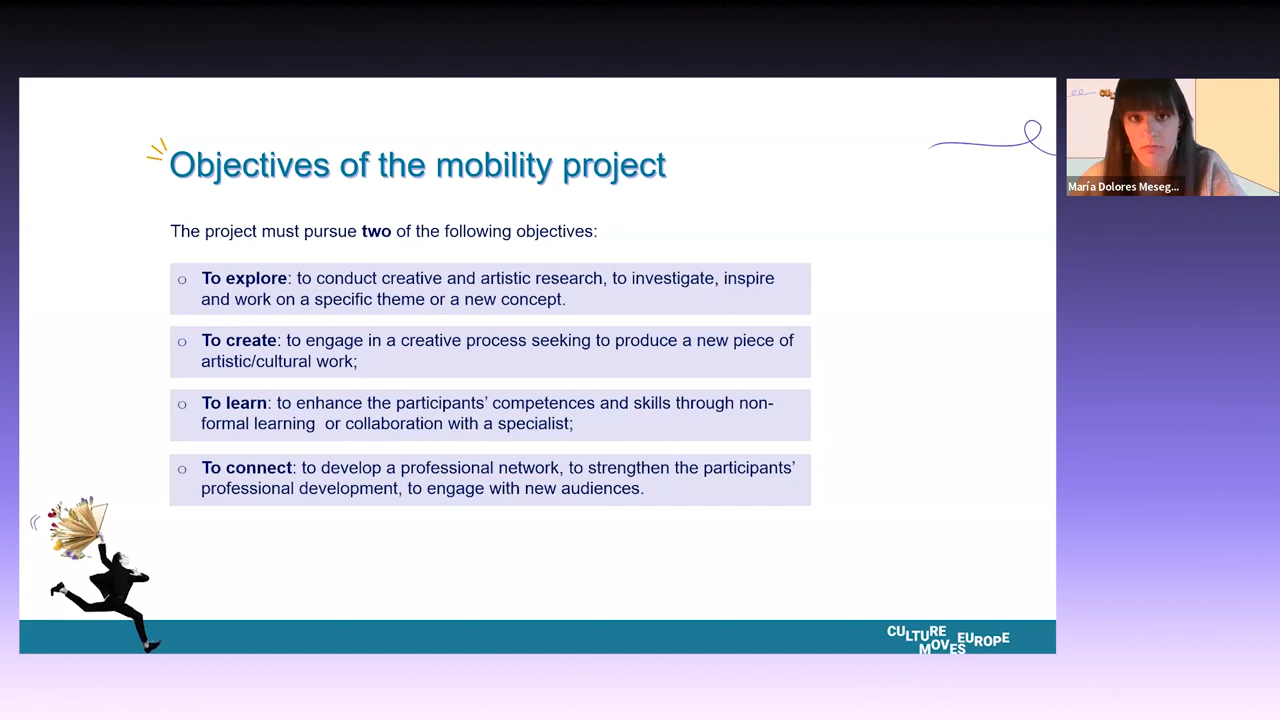 Objectives of the mobility project
The project must pursue two of the following objectives:
○ To explore: to conduct creative and artistic research, to investigate, inspire
and work on a specific theme or a new concept.
○ To create: to engage in a creative process seeking to produce a new piece of
artistic/cultural work;
○ To learn: to enhance the participants’ competences and skills through non-
formal learning or collaboration with a specialist;
○ To connect: to develop a professional network, to strengthen the participants’
professional development, to engage with new audiences.
CULTURE
MOVES EUROPE
María Dolores Meseg...